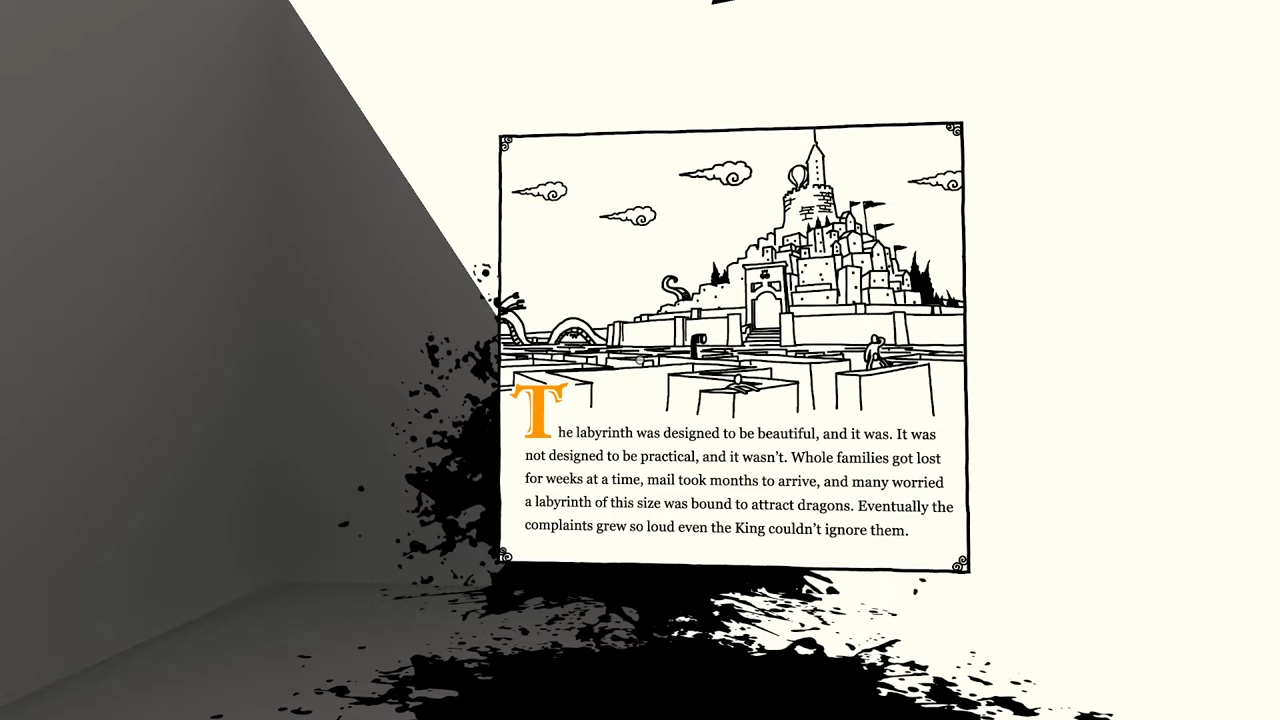 The labyrinth was designed to be beautiful, and it was. It was
not designed to be practical, and it wasn’t. Whole families got lost
for weeks at a time, mail took months to arrive, and many worried
a labyrinth of this size was bound to attract dragons. Eventually the
complaints grew so loud even the King couldn’t ignore them.